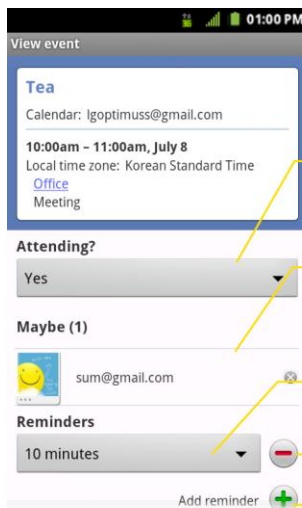 01:00 PM
View event
Tea
Calendar: lgoptimuss@gmail.com
10:00am – 11:00am, July 8
Local time zone: Korean Standard Time
Office
Meeting
Attending?
Yes
Maybe (1)
sum@gmail.com
Reminders
10 minutes
Add reminder